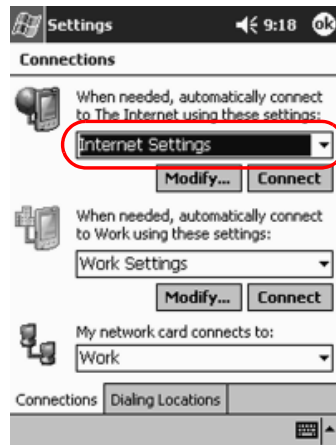 Settings 9:18 ok
Connections
When needed, automatically connect
to The Internet using these settings:
Internet Settings
Modify... Connect
When needed, automatically connect
to Work using these settings:
Work Settings
Modify... Connect
My network card connects to:
Work
Connections Dialing Locations